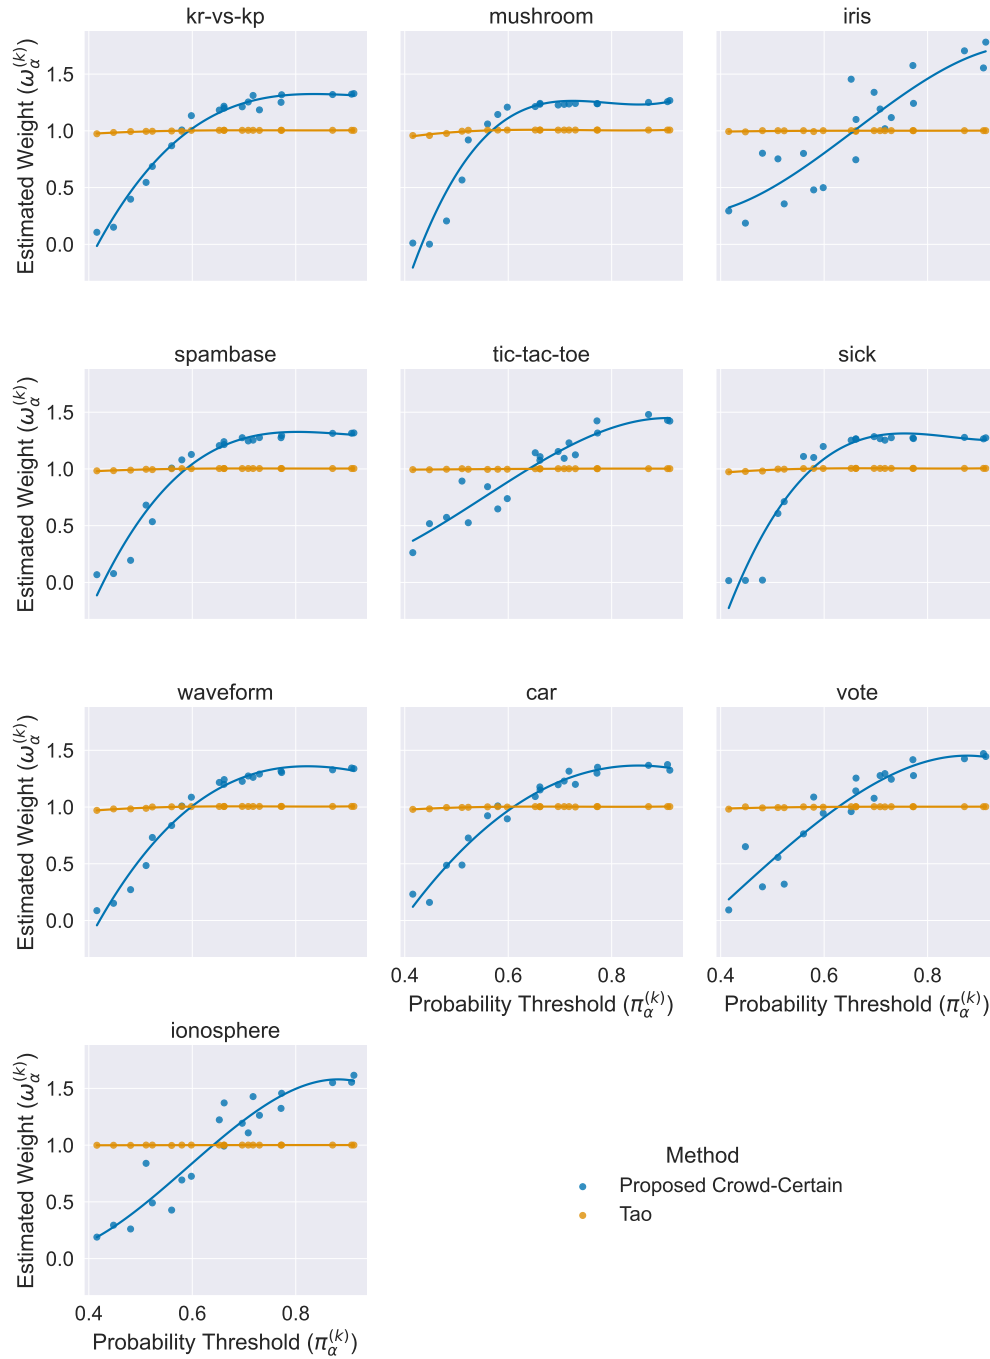 kr-vs-kp
mushroom
iris
Estimated Weight (ω_α^(k))
1.5
1.0
0.5
0.0
spambase
tic-tac-toe
sick
Estimated Weight (ω_α^(k))
1.5
1.0
0.5
0.0
waveform
car
vote
Estimated Weight (ω_α^(k))
1.5
1.0
0.5
0.0
0.4 0.6 0.8
0.4 0.6 0.8
Probability Threshold (π_α^(k))
Probability Threshold (π_α^(k))
ionosphere
Estimated Weight (ω_α^(k))
1.5
1.0
0.5
0.0
0.4 0.6 0.8
Probability Threshold (π_α^(k))
Method
Proposed Crowd-Certain
Tao